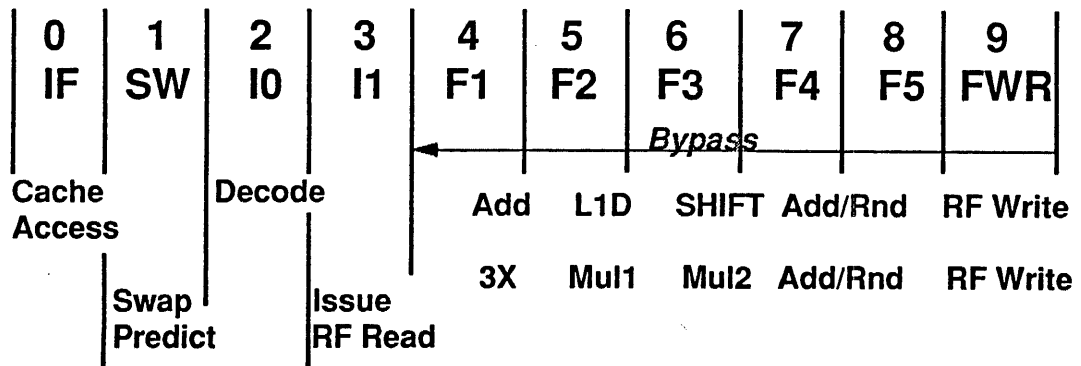 0 1 2 3 4 5 6 7 8 9
IF SW I0 I1 F1 F2 F3 F4 F5 FWR
Bypass
Cache Access
Decode
Add L1D SHIFT Add/Rnd RF Write
3X Mul1 Mul2 Add/Rnd RF Write
Swap Predict
Issue RF Read